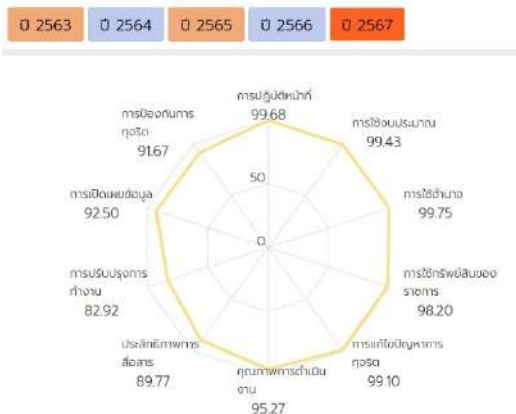 ปี 2563
ปี 2564
ปี 2565
ปี 2566
ปี 2567
การปฏิบัติหน้าที่
99.68
การใช้งบประมาณ
99.43
การใช้อำนาจ
99.75
การใช้ทรัพย์สินของ
ราชการ
98.20
การแก้ไขปัญหาการ
ทุจริต
99.10
คุณภาพการดำเนิน
งาน
95.27
ประสิทธิภาพการ
สื่อสาร
89.77
การปรับปรุงการ
ทำงาน
82.92
การเปิดเผยข้อมูล
92.50
การป้องกันการ
ทุจริต
91.67
50
0